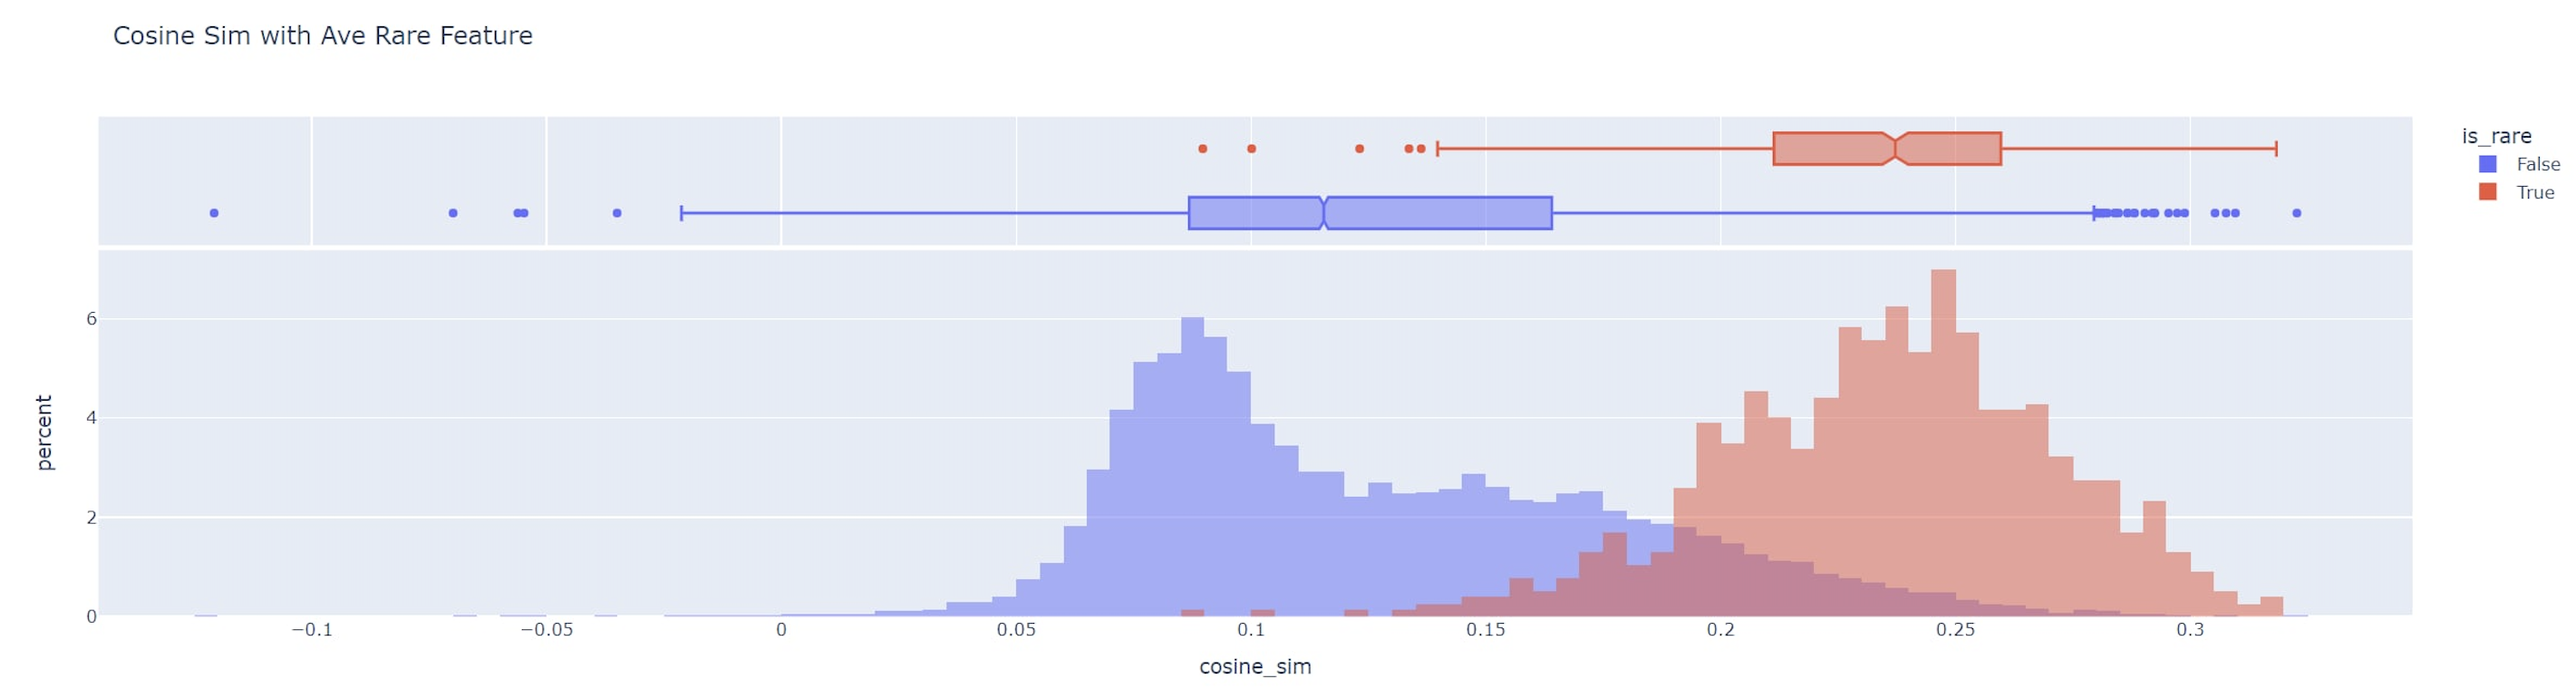 Cosine Sim with Ave Rare Feature
is_rare
False
True
percent
6
4
2
0
−0.1
−0.05
0
0.05
0.1
0.15
0.2
0.25
0.3
cosine_sim